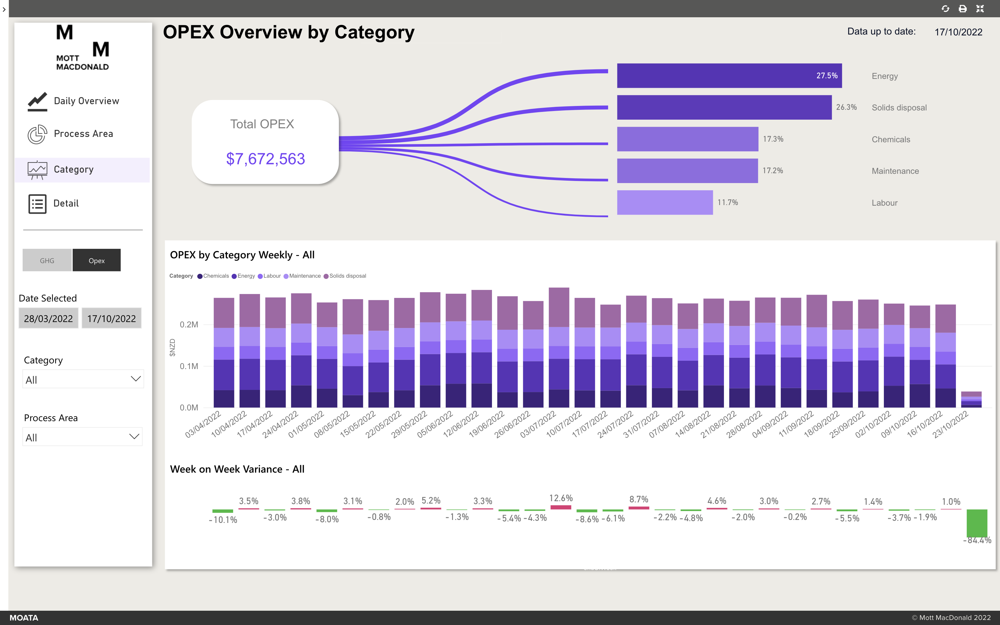 M
M
MOTT
MACDONALD
Daily Overview
Process Area
Category
Detail
GHG Opex
Date Selected
28/03/2022 17/10/2022
Category
All
Process Area
All
OPEX Overview by Category
Data up to date: 17/10/2022
Total OPEX
$7,672,563
27.5% Energy
26.3% Solids disposal
17.3% Chemicals
17.2% Maintenance
11.7% Labour
OPEX by Category Weekly - All
Category Chemicals Energy Labour Maintenance Solids disposal
0.2M
0.1M
0.0M
$NZD
03/04/2022 10/04/2022 17/04/2022 24/04/2022 01/05/2022 08/05/2022 15/05/2022 22/05/2022 29/05/2022 05/06/2022 12/06/2022 19/06/2022 26/06/2022 03/07/2022 10/07/2022 17/07/2022 24/07/2022 31/07/2022 07/08/2022 14/08/2022 21/08/2022 28/08/2022 04/09/2022 11/09/2022 18/09/2022 25/09/2022 02/10/2022 09/10/2022 16/10/2022 23/10/2022
Week on Week Variance - All
-10.1% 3.5% -3.0% 3.8% -8.0% 3.1% -0.8% 2.0% 5.2% -1.3% 3.3% -5.4% -4.3% 12.6% -8.6% -6.1% 8.7% -2.2% -4.8% 4.6% -2.0% 3.0% -0.2% 2.7% -5.5% 1.4% -3.7% -1.9% 1.0% -84.4%
MOATA
© Mott MacDonald 2022